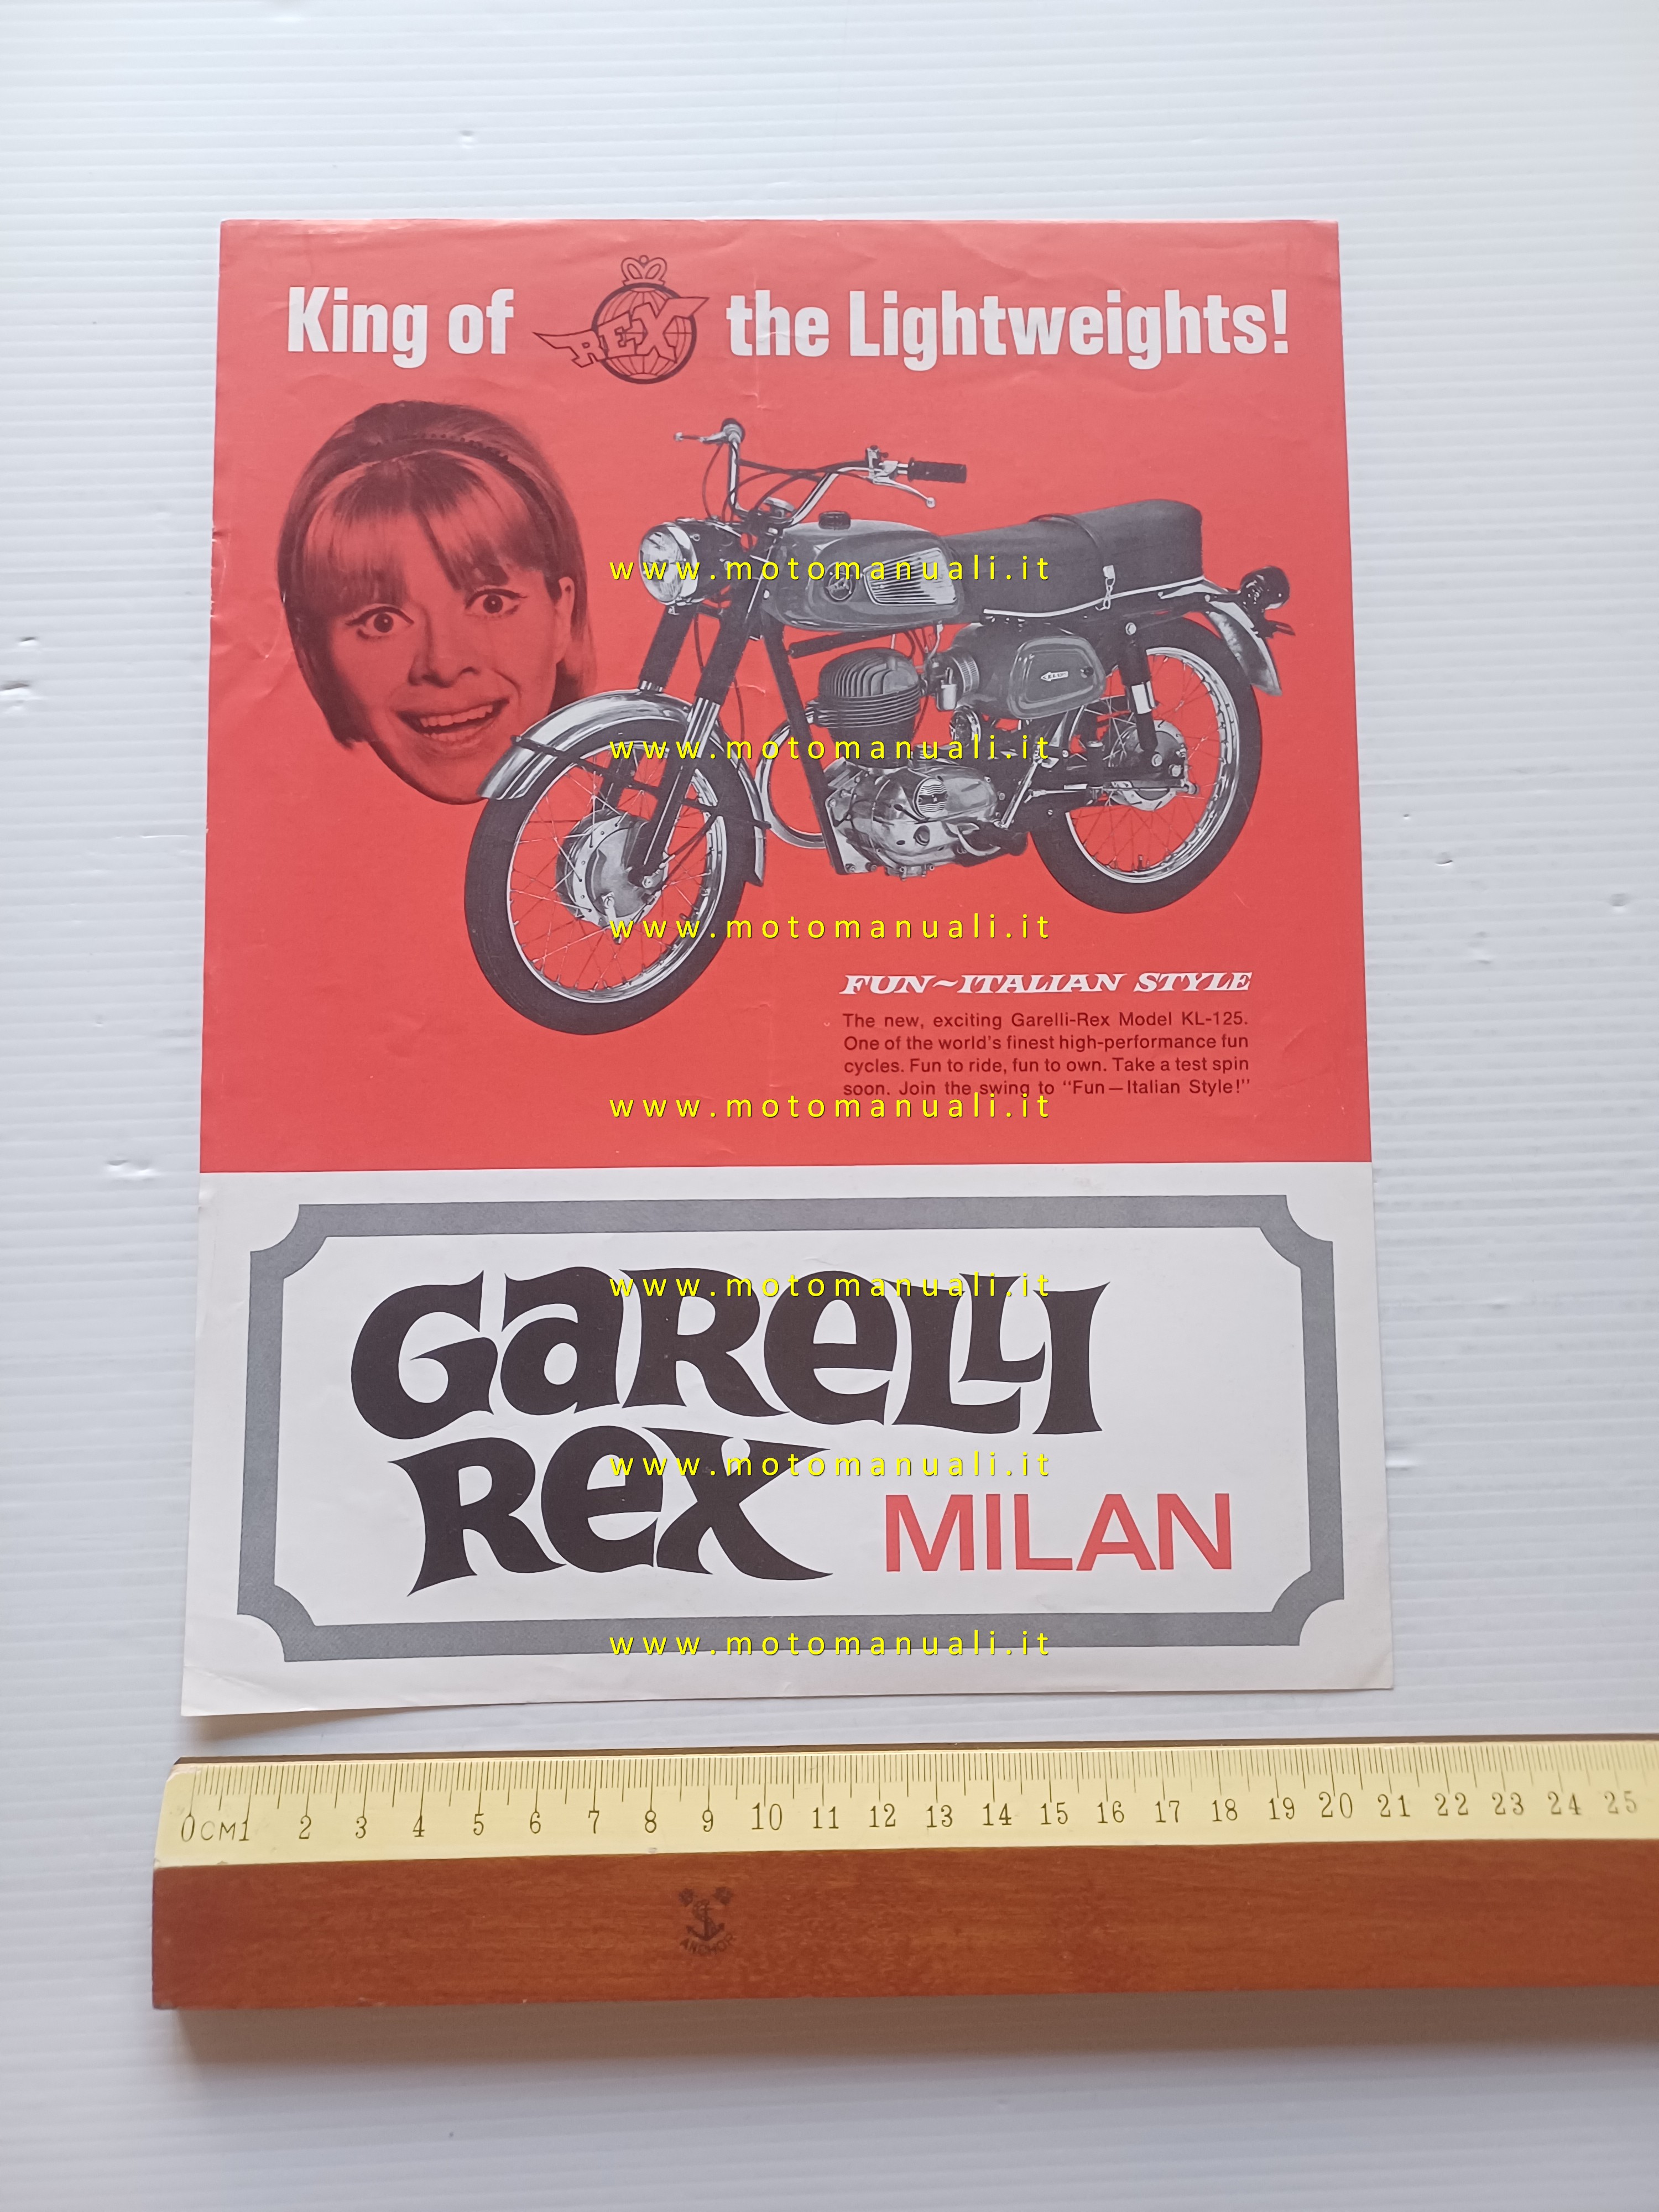 King of REX the Lightweights!
www.motomanuali.it
www.motomanuali.it
www.motomanuali.it
FUN~ITALIAN STYLE
The new, exciting Garelli-Rex Model KL-125.
One of the world's finest high-performance fun
cycles. Fun to ride, fun to own. Take a test spin
soon. Join the swing to "Fun—Italian Style!"
www.motomanuali.it
GaReLLI
www.motomanuali.it
Rex
www.motomanuali.it
MILAN
www.motomanuali.it
0CM1 2 3 4 5 6 7 8 9 10 11 12 13 14 15 16 17 18 19 20 21 22 23 24 25
ANCHOR